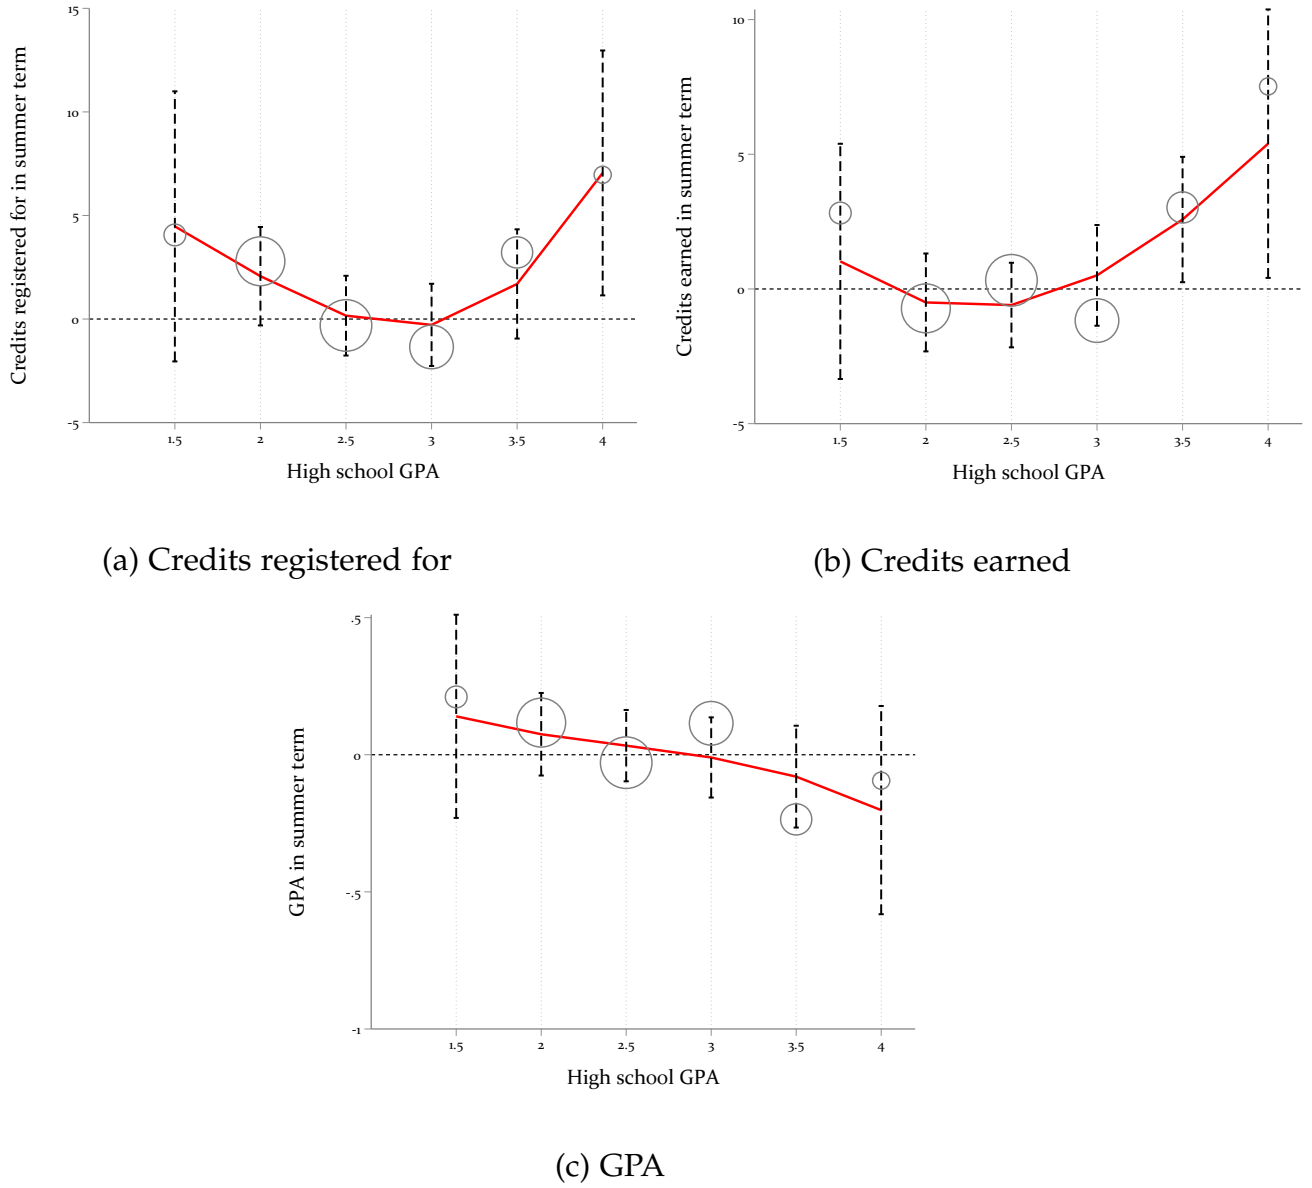 15
10
5
0
-5
Credits registered for in summer term
1.5 2 2.5 3 3.5 4
High school GPA
(a) Credits registered for
10
5
0
-5
Credits earned in summer term
1.5 2 2.5 3 3.5 4
High school GPA
(b) Credits earned
.5
0
-.5
-1
GPA in summer term
1.5 2 2.5 3 3.5 4
High school GPA
(c) GPA